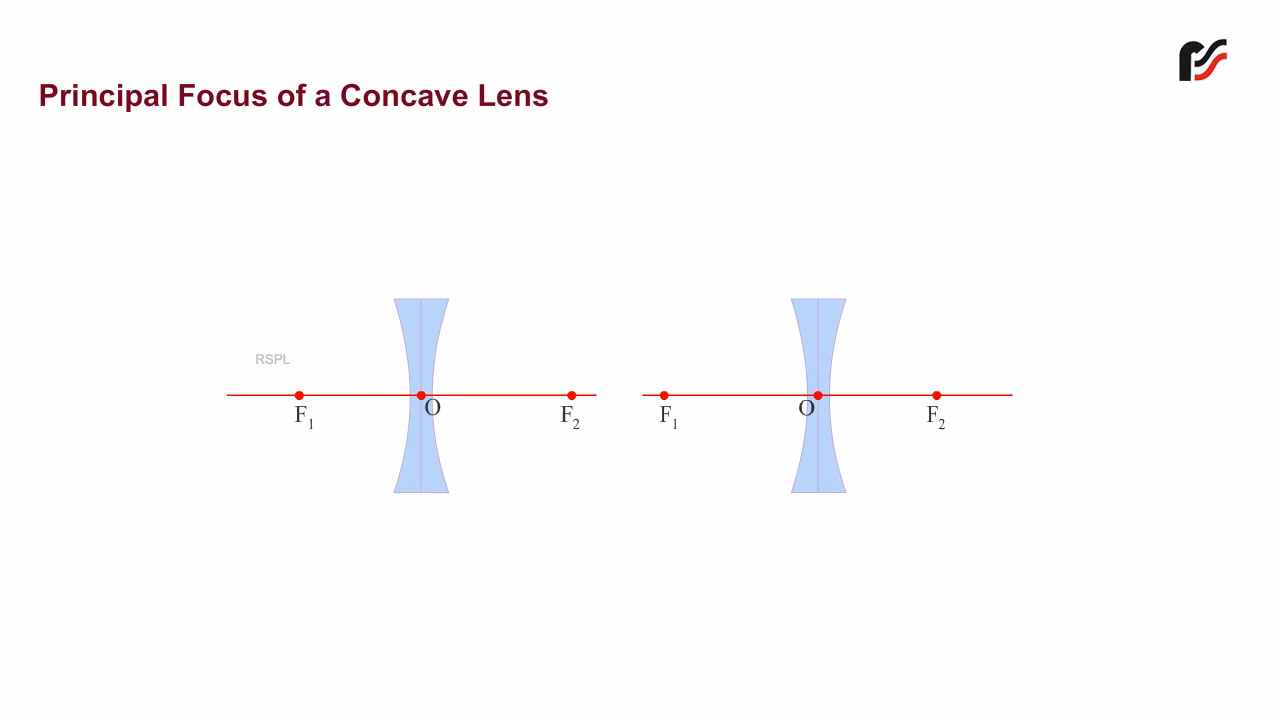 Principal Focus of a Concave Lens
RSPL
F₁ O F₂ F₁ O F₂